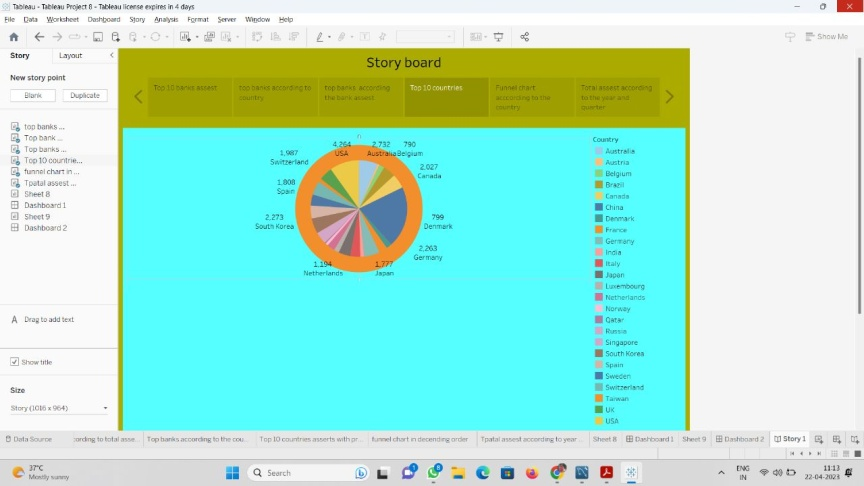 Tableau - Tableau Project 8 - Tableau license expires in 4 days
File Data Worksheet Dashboard Story Analysis Format Server Window Help
Show Me
Story Layout
New story point
Blank Duplicate
top banks ...
Top bank ...
Top banks ...
Top 10 countrie...
funnel chart in ...
Tpatal assest ...
Sheet 8
Dashboard 1
Sheet 9
Dashboard 2
A Drag to add text
Show title
Size
Story (1016 x 964)
Story board
Top 10 banks assest
top banks according to country
top banks. according the bank assest
Top 10 countries
Funnel chart according to the country
Total assest according to the year and quarter
4,264
USA
2,732
Australia
790
Belgium
2,027
Canada
799
Denmark
2,263
Germany
1,777
Japan
1,194
Netherlands
2,273
South Korea
1,808
Spain
1,987
Switzerland
Country
Australia
Austria
Belgium
Brazil
Canada
China
Denmark
France
Germany
India
Italy
Japan
Luxembourg
Netherlands
Norway
Qatar
Russia
Singapore
South Korea
Spain
Sweden
Switzerland
Taiwan
UK
USA
Data Source cording to total asse... Top banks according to the cou... Top 10 countries asserts with pr... funnel chart in decending order Tpatal assest according to year ... Sheet 8 Dashboard 1 Sheet 9 Dashboard 2 Story 1
37°C
Mostly sunny
Search
ENG
IN
11:13
22-04-2023